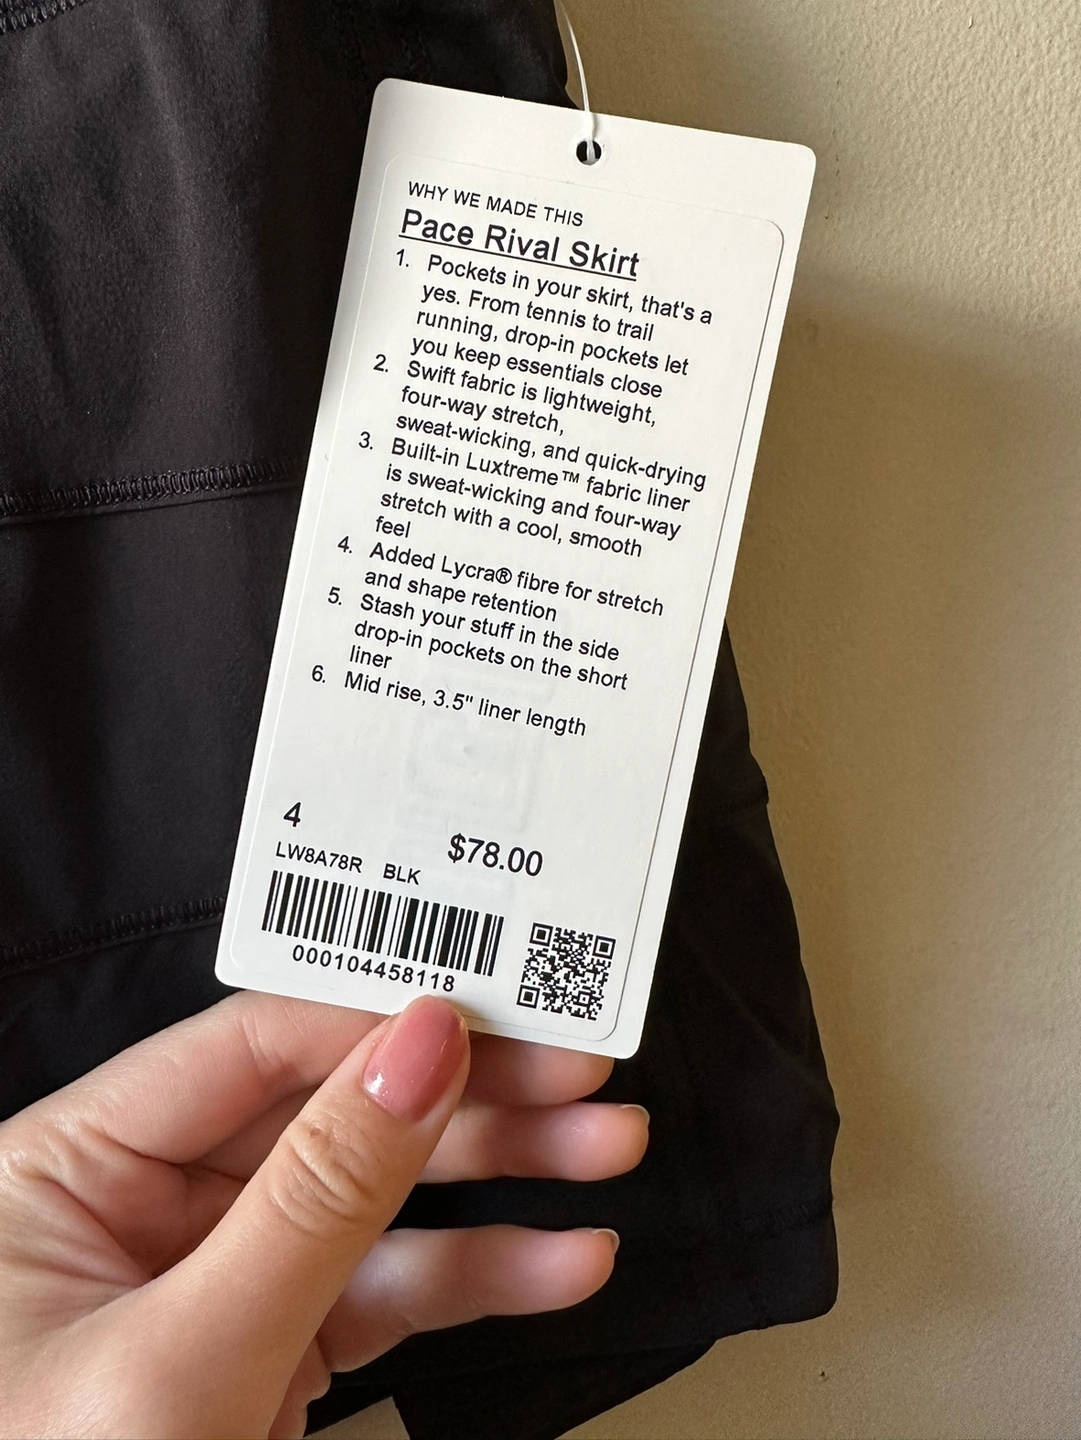 WHY WE MADE THIS
Pace Rival Skirt
1. Pockets in your skirt, that's a
yes. From tennis to trail
running, drop-in pockets let
you keep essentials close
2. Swift fabric is lightweight,
four-way stretch,
sweat-wicking, and quick-drying
3. Built-in Luxtreme™ fabric liner
is sweat-wicking and four-way
stretch with a cool, smooth
feel
4. Added Lycra® fibre for stretch
and shape retention
5. Stash your stuff in the side
drop-in pockets on the short
liner
6. Mid rise, 3.5" liner length
4
$78.00
LW8A78R BLK
000104458118